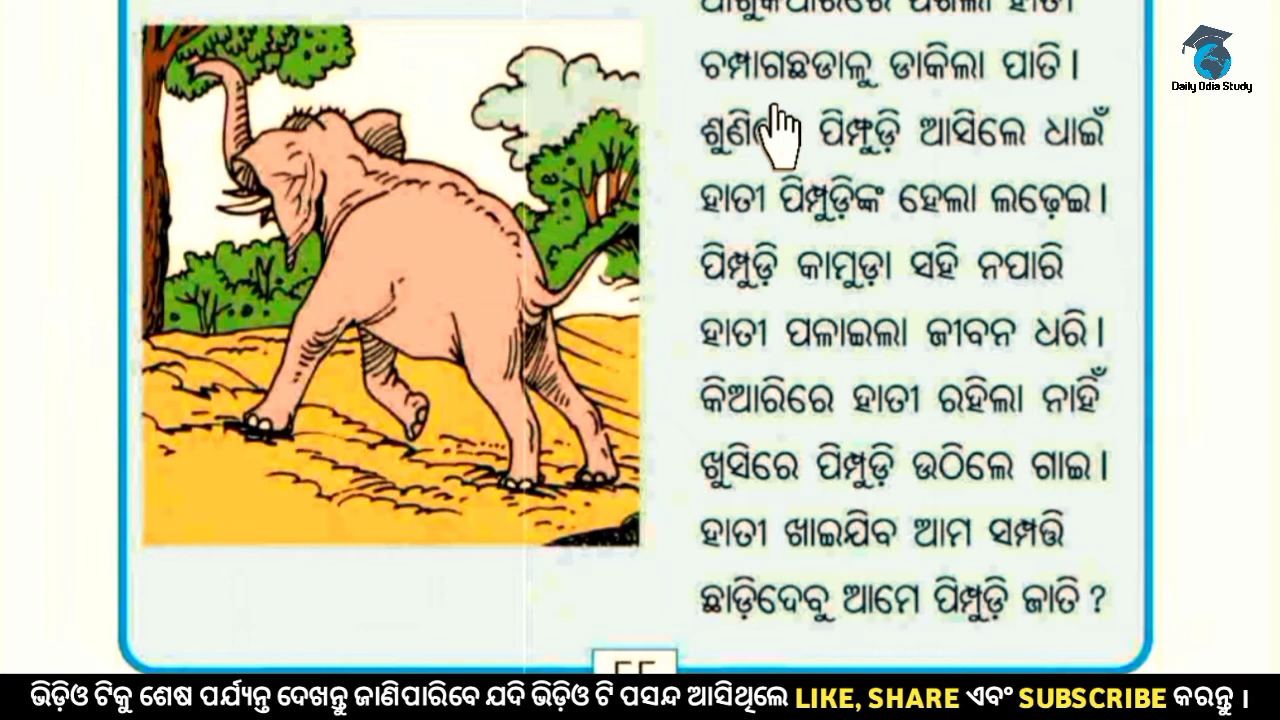 Daily Odia Study
ଚମ୍ପାଗଛଡାଳୁ ଡାକିଲା ପାତି ।
ପିମ୍ପୁଡ଼ି ଆସିଲେ ଧାଇଁ
ହାତୀ ପିମ୍ପୁଡ଼ିଙ୍କ ହେଲା ଲଢ଼େଇ ।
ପିମ୍ପୁଡ଼ି କାମୁଡ଼ା ସହି ନପାରି
ହାତୀ ପଳାଇଲା ଜୀବନ ଧରି ।
କିଆରିରେ ହାତୀ ରହିଲା ନାହିଁ
ଖୁସିରେ ପିମ୍ପୁଡ଼ି ଉଠିଲେ ଗାଇ ।
ହାତୀ ଖାଇଯିବ ଆମ ସମ୍ପତ୍ତି
ଛାଡ଼ିଦେବୁ ଆମେ ପିମ୍ପୁଡ଼ି ଜାତି ?
ଭିଡ଼ିଓ ଟିକୁ ଶେଷ ପର୍ଯ୍ୟନ୍ତ ଦେଖନ୍ତୁ ଜାଣିପାରିବେ ଯଦି ଭିଡ଼ିଓ ଟି ପସନ୍ଦ ଆସିଥିଲେ LIKE, SHARE ଏବଂ SUBSCRIBE କରନ୍ତୁ ।